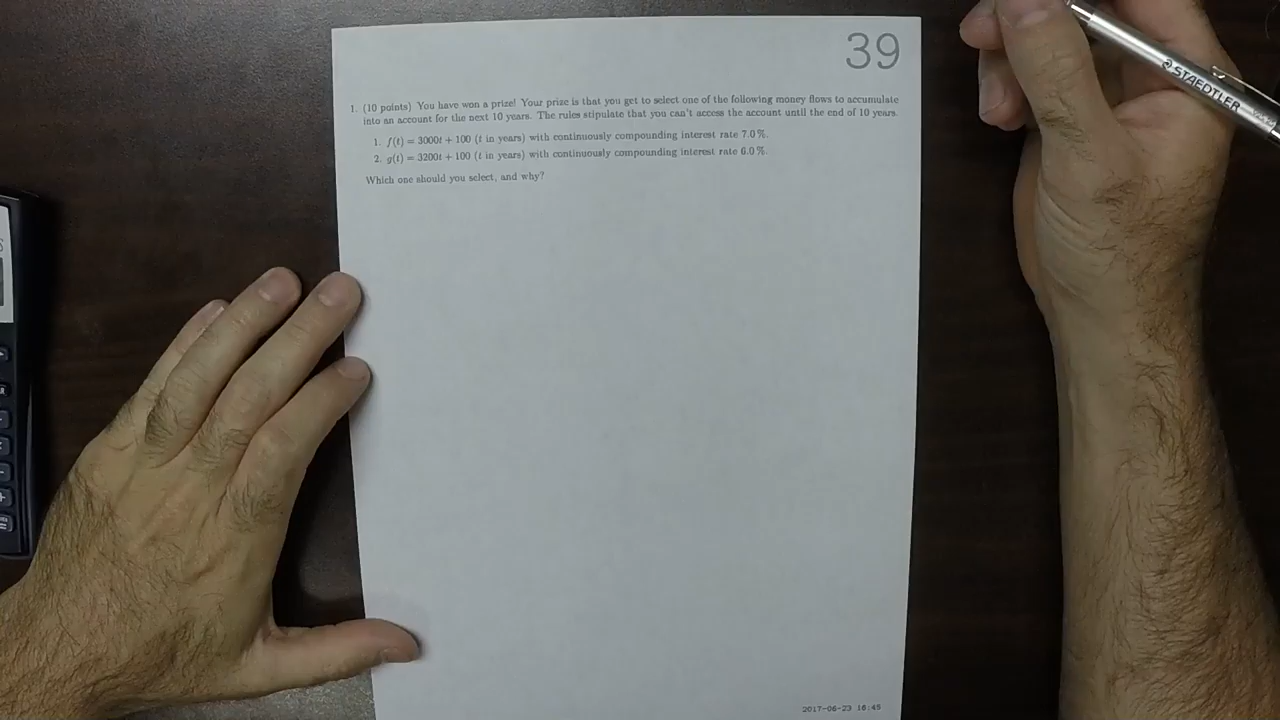 39
1. (10 points) You have won a prize! Your prize is that you get to select one of the following money flows to accumulate
into an account for the next 10 years. The rules stipulate that you can't access the account until the end of 10 years.
1. f(t) = 3000t + 100 (t in years) with continuously compounding interest rate 7.0%.
2. g(t) = 3200t + 100 (t in years) with continuously compounding interest rate 6.0%.
Which one should you select, and why?
STAEDTLER
2017-06-23 16:45